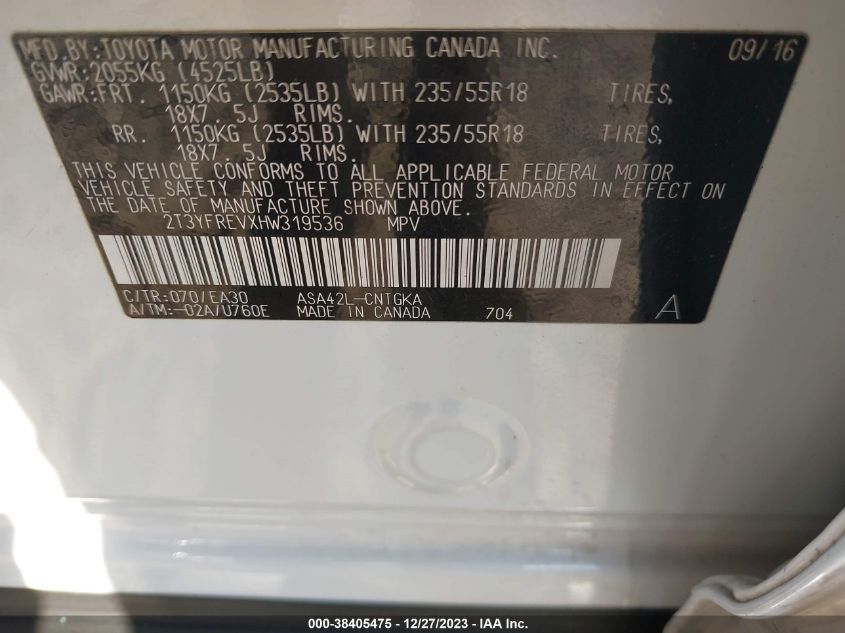 MFD.BY:TOYOTA MOTOR MANUFACTURING CANADA INC. 09/16
GVWR:2055KG (4525LB)
GAWR:FRT. 1150KG (2535LB) WITH 235/55R18 TIRES,
18X7. 5J RIMS.
RR. 1150KG (2535LB) WITH 235/55R18 TIRES,
18X7. 5J RIMS.
THIS VEHICLE CONFORMS TO ALL APPLICABLE FEDERAL MOTOR
VEHICLE SAFETY AND THEFT PREVENTION STANDARDS IN EFFECT ON
THE DATE OF MANUFACTURE SHOWN ABOVE.
2T3YFREVXHW319536 MPV
C/TR:070/EA30 ASA42L-CNTGKA
A/TM:-02A/U760E MADE IN CANADA 704 A
000-38405475 - 12/27/2023 - IAA Inc.